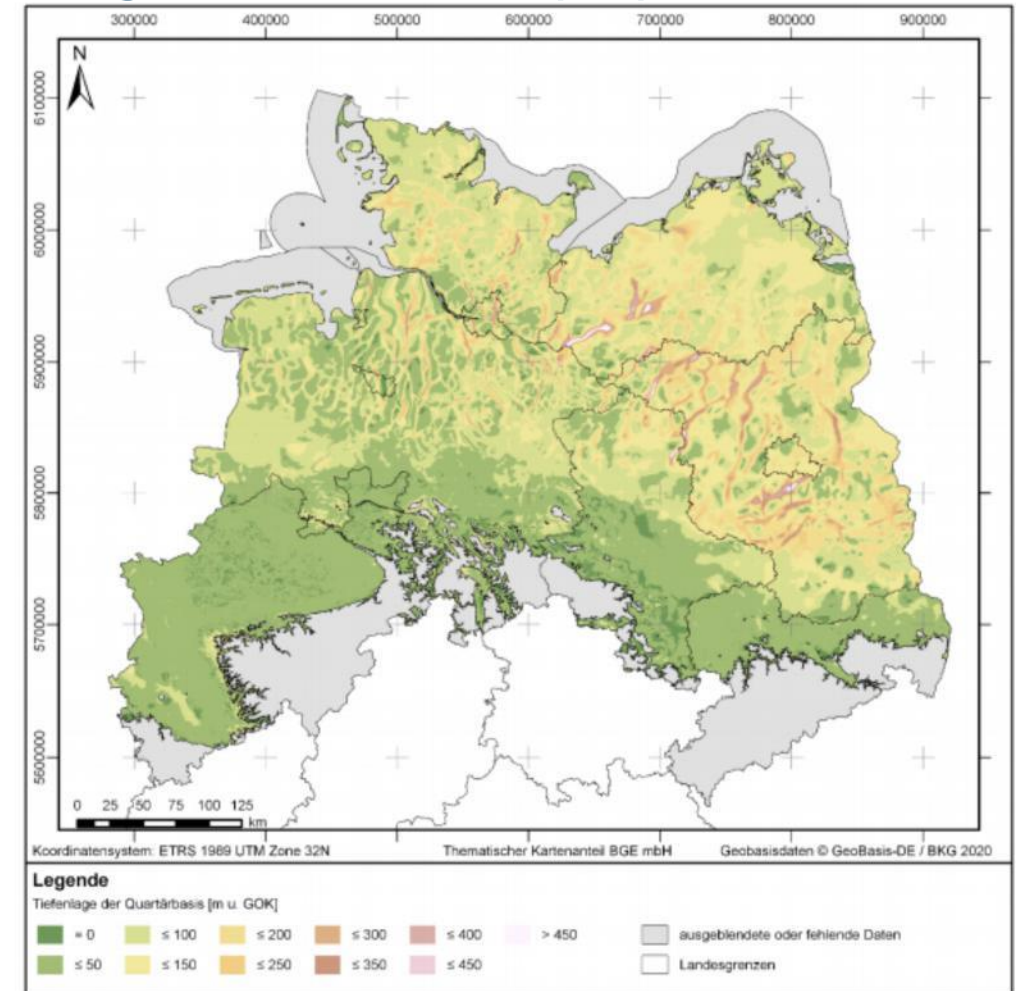 300000 400000 500000 600000 700000 800000 900000
N
6100000
6000000
5900000
5800000
5700000
5600000
0 25 50 75 100 125
km
Koordinatensystem: ETRS 1989 UTM Zone 32N Thematischer Kartenanteil BGE mbH Geobasisdaten © GeoBasis-DE / BKG 2020
Legende
Tiefenlage der Quartärbasis [m u. GOK]
= 0 ≤ 100 ≤ 200 ≤ 300 ≤ 400 > 450 ausgeblendete oder fehlende Daten
≤ 50 ≤ 150 ≤ 250 ≤ 350 ≤ 450 Landesgrenzen